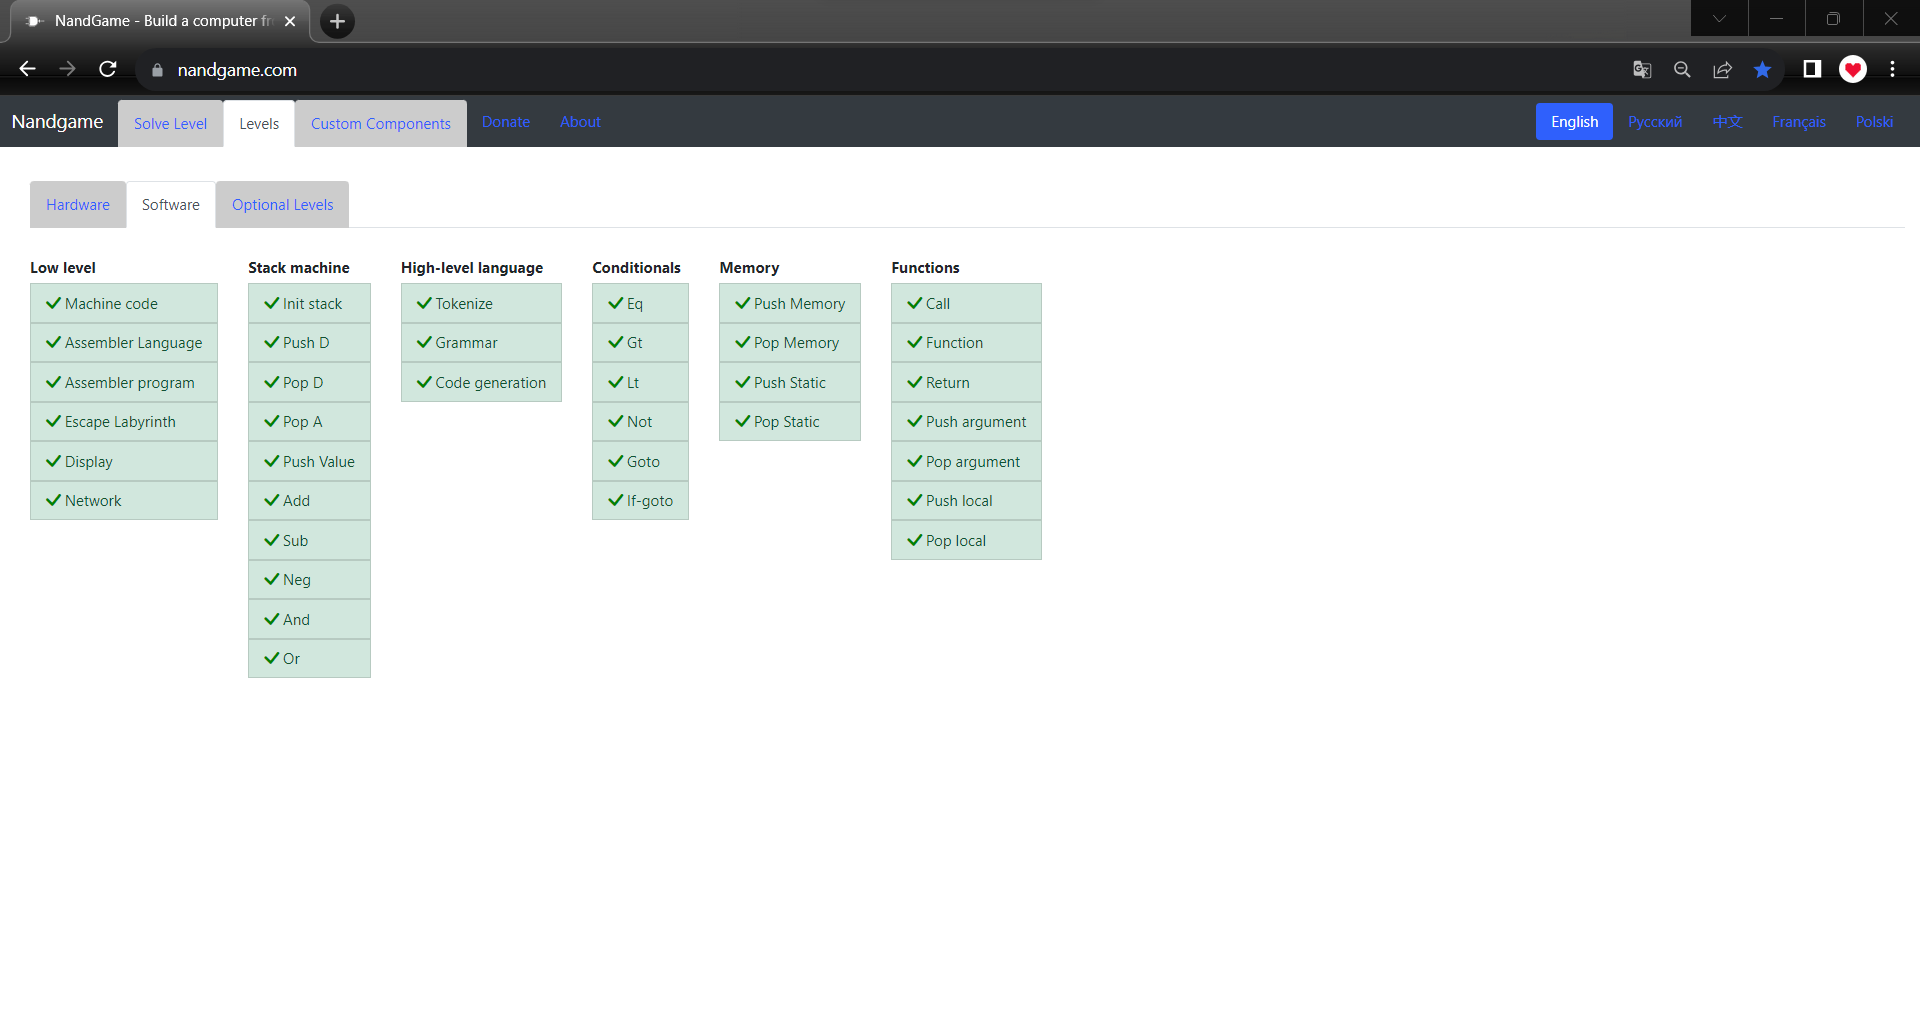 NandGame - Build a computer fr
nandgame.com
Nandgame Solve Level Levels Custom Components Donate About English Русский 中文 Français Polski
Hardware Software Optional Levels
Low level
Machine code
Assembler Language
Assembler program
Escape Labyrinth
Display
Network
Stack machine
Init stack
Push D
Pop D
Pop A
Push Value
Add
Sub
Neg
And
Or
High-level language
Tokenize
Grammar
Code generation
Conditionals
Eq
Gt
Lt
Not
Goto
If-goto
Memory
Push Memory
Pop Memory
Push Static
Pop Static
Functions
Call
Function
Return
Push argument
Pop argument
Push local
Pop local